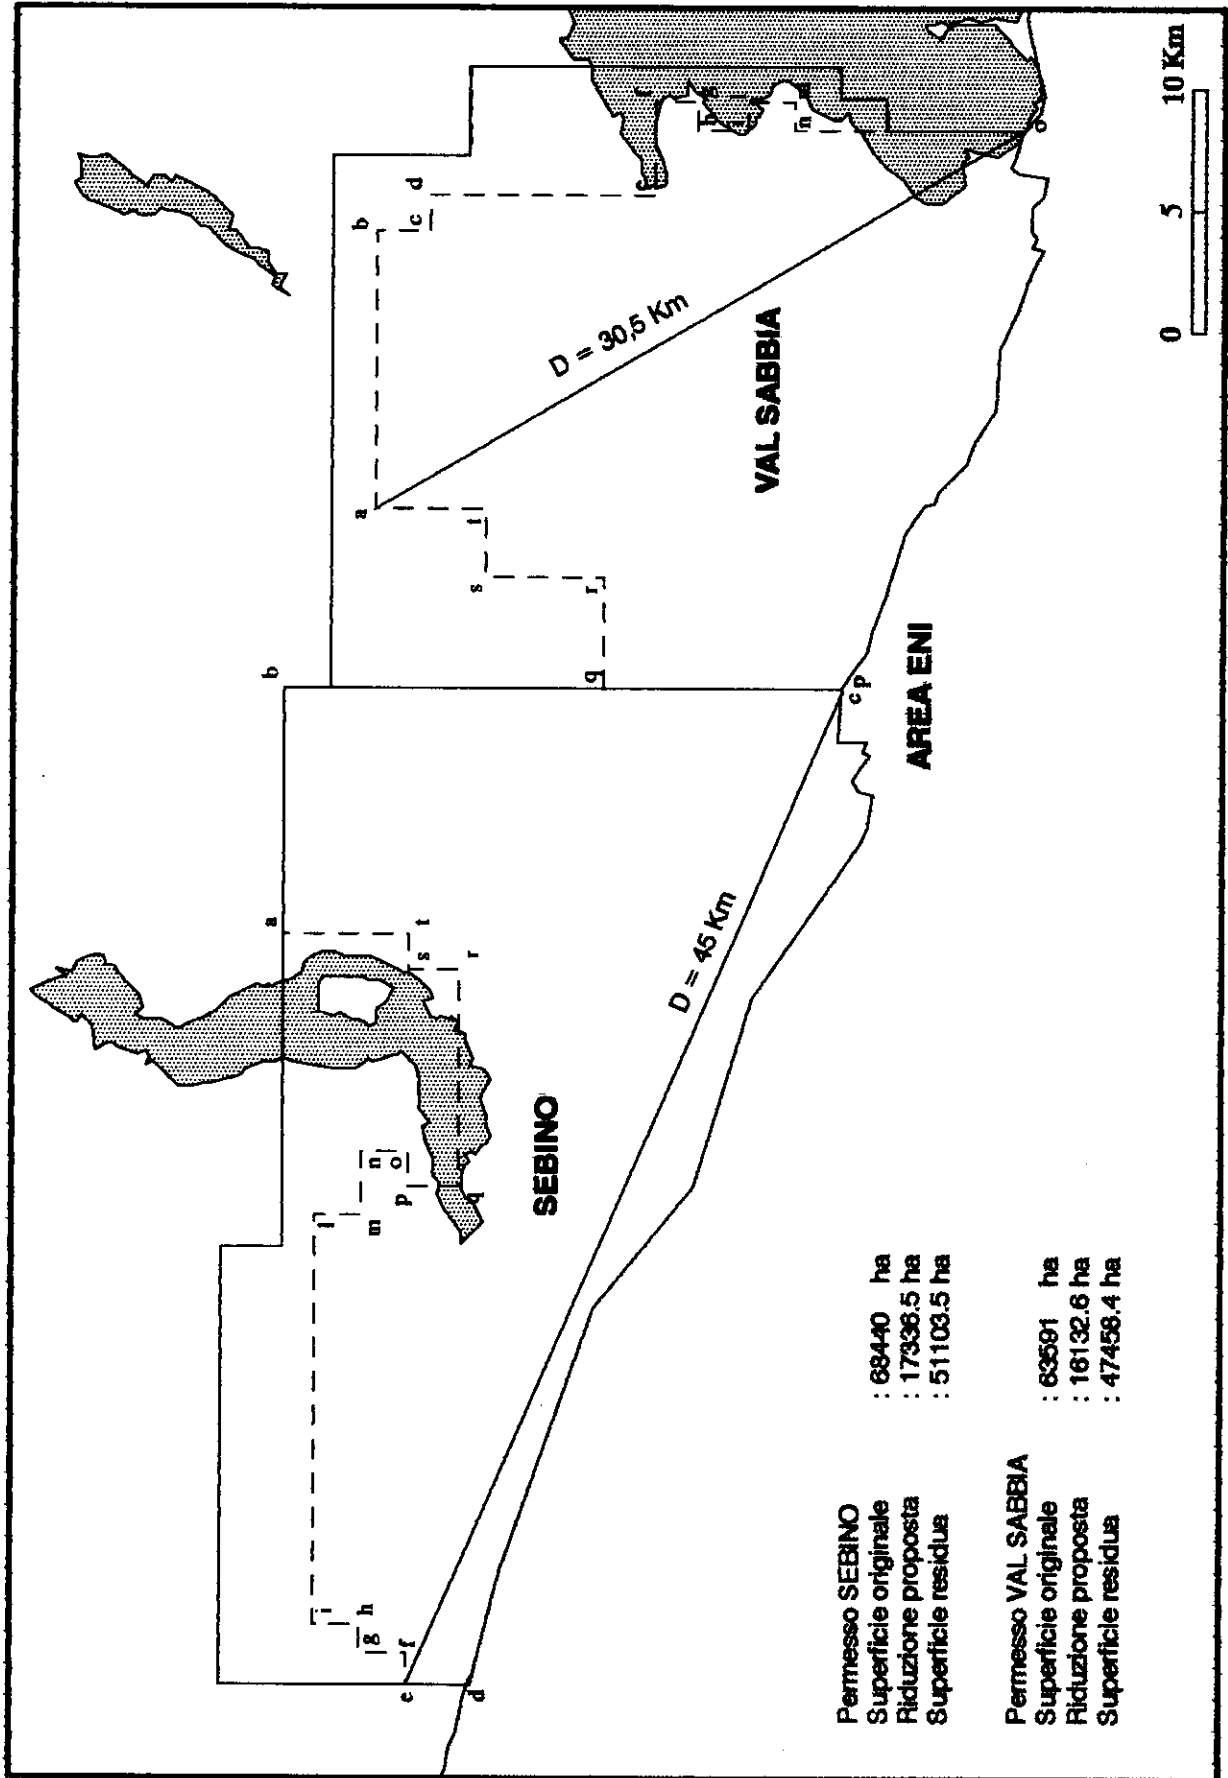 a
b
c
d
e
f
g
h
i
l
m
n
o
p
q
r
s
t
SEBINO
D = 45 Km
a
b
c
d
f
g
h
i
l
n
o
p
q
r
s
t
D = 30,5 Km
VAL SABBIA
AREA ENI
Permesso SEBINO
Superficie originale : 68440 ha
Riduzione proposta : 17336.5 ha
Superficie residua : 51103.5 ha
Permesso VAL SABBIA
Superficie originale : 63591 ha
Riduzione proposta : 16132.6 ha
Superficie residua : 47458.4 ha
0 5 10 Km